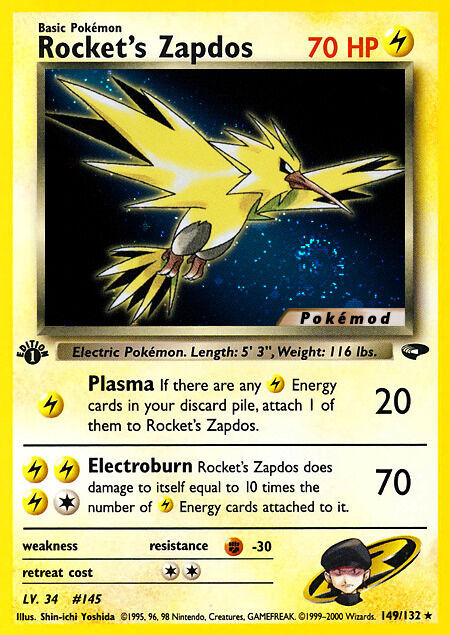 Basic Pokémon
Rocket's Zapdos 70 HP
Pokémod
EDITION 1
Electric Pokémon. Length: 5' 3", Weight: 116 lbs.
Plasma If there are any Energy
cards in your discard pile, attach 1 of
them to Rocket's Zapdos.
20
Electroburn Rocket's Zapdos does
damage to itself equal to 10 times the
number of Energy cards attached to it.
70
weakness resistance -30
retreat cost
LV. 34 #145
Illus. Shin-ichi Yoshida ©1995, 96, 98 Nintendo, Creatures, GAMEFREAK. ©1999-2000 Wizards. 149/132 ★